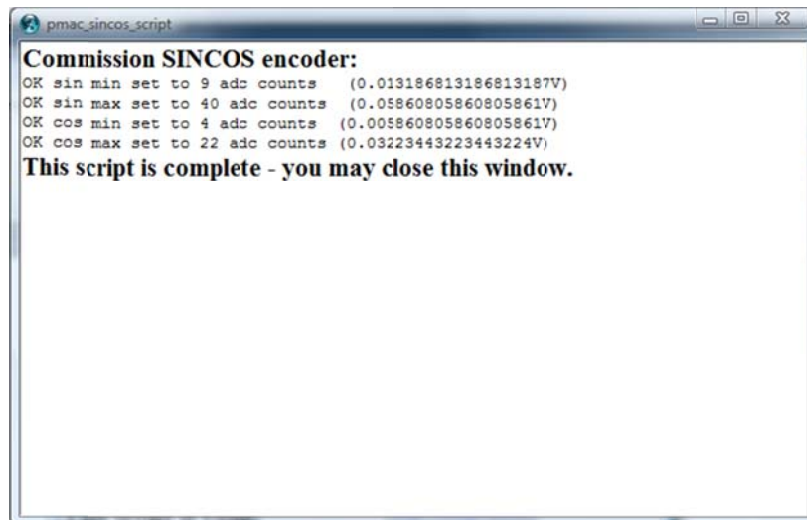 pmac_sincos_script
Commission SINCOS encoder:
OK sin min set to 9 adc counts (0.013186813186813187V)
OK sin max set to 40 adc counts (0.05860805860805861V)
OK cos min set to 4 adc counts (0.005860805860805861V)
OK cos max set to 22 adc counts (0.03223443223443224V)
This script is complete - you may close this window.